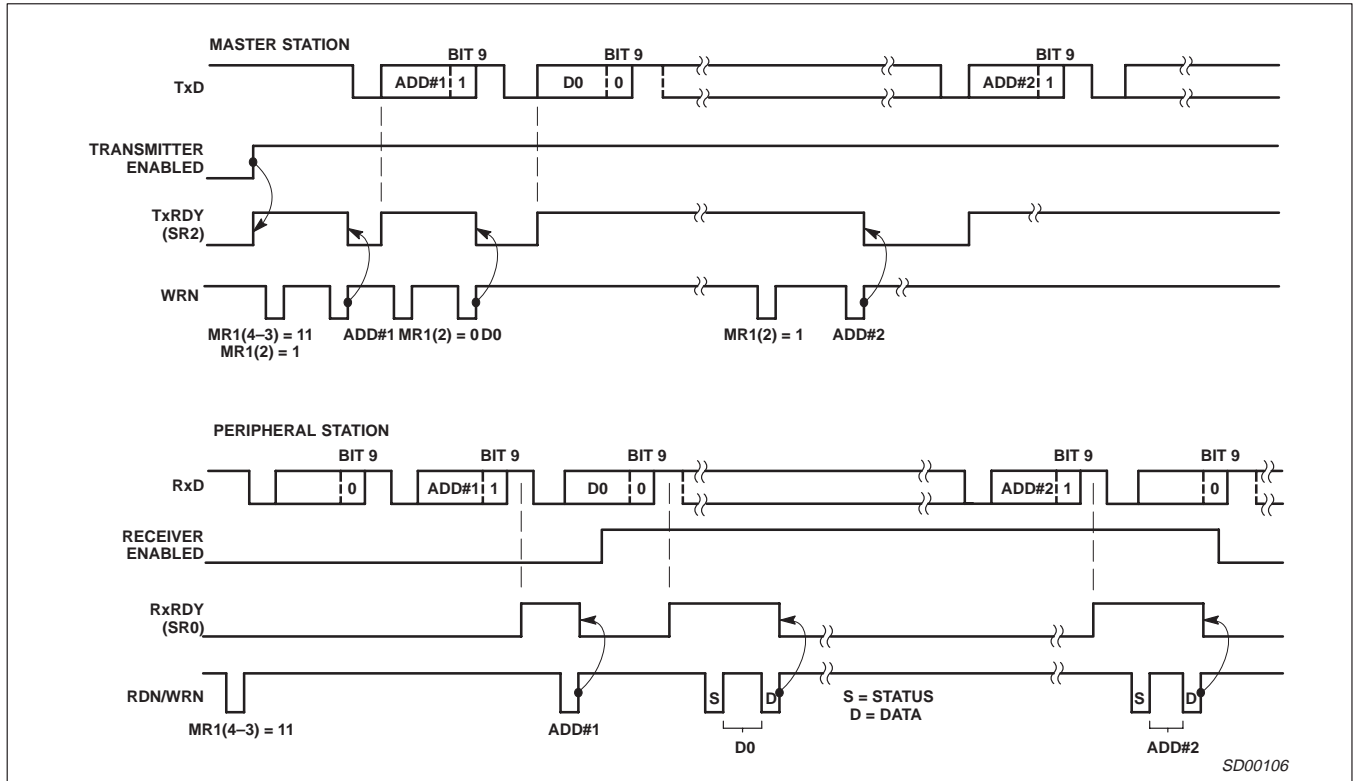 MASTER STATION
BIT 9 BIT 9 BIT 9
TxD ADD#1 1 D0 0 ADD#2 1
TRANSMITTER
ENABLED
TxRDY
(SR2)
WRN
MR1(4–3) = 11 ADD#1 MR1(2) = 0 D0 MR1(2) = 1 ADD#2
MR1(2) = 1
PERIPHERAL STATION
BIT 9 BIT 9 BIT 9 BIT 9 BIT 9
RxD 0 ADD#1 1 D0 0 ADD#2 1 0
RECEIVER
ENABLED
RxRDY
(SR0)
RDN/WRN S D S = STATUS S D
D = DATA
MR1(4–3) = 11 ADD#1 D0 ADD#2
SD00106